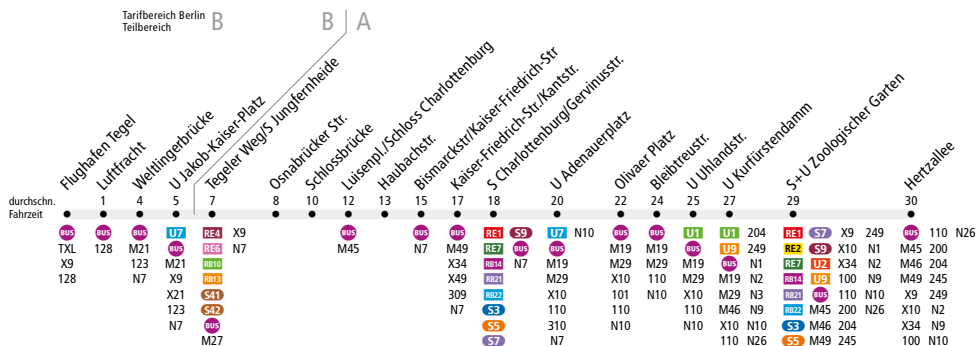 Tarifbereich Berlin
Teilbereich
B
B
A
Flughafen Tegel
Luftfracht
Weltlingerbrücke
U Jakob-Kaiser-Platz
Tegeler Weg/S Jungfernheide
Osnabrücker Str.
Schlossbrücke
Luisenpl./Schloss Charlottenburg
Haubachstr.
Bismarckstr/Kaiser-Friedrich-Str
Kaiser-Friedrich-Str./Kantstr.
S Charlottenburg/Gervinusstr.
U Adenauerplatz
Olivaer Platz
Bleibtreustr.
U Uhlandstr.
U Kurfürstendamm
S+U Zoologischer Garten
Hertzallee
durchschn.
Fahrzeit
1 4 5 7 8 10 12 13 15 17 18 20 22 24 25 27 29 30
BUS
TXL
X9
128
BUS
128
BUS
M21
123
N7
U7
BUS
M21
X9
X21
123
N7
RE4 X9
RE6 N7
RB10
RB13
S41
S42
BUS
M27
BUS
M45
BUS
N7
BUS
M49
X34
X49
309
N7
RE1 S9
RE7 BUS
RB14 N7
RB21
RB22
S3
S5
S7
U7 N10
BUS
M19
M29
X10
110
310
N7
BUS
M19
M29
X10
101
N10
BUS
M19
M29
110
N10
U1
BUS
M19
M29
X10
110
N10
U1 204
U9 249
BUS N1
M19 N2
M29 N3
M46 N9
X10 N10
110 N26
RE1 S7 X9 249
RE2 S9 X10 N1
RE7 U2 X34 N2
RB14 U9 100 N9
RB21 BUS 110 N10
RB22 M45 200 N26
S3 M46 204
S5 M49 245
BUS 110 N26
M45 200
M46 204
M49 245
X9 249
X10 N2
X34 N9
100 N10